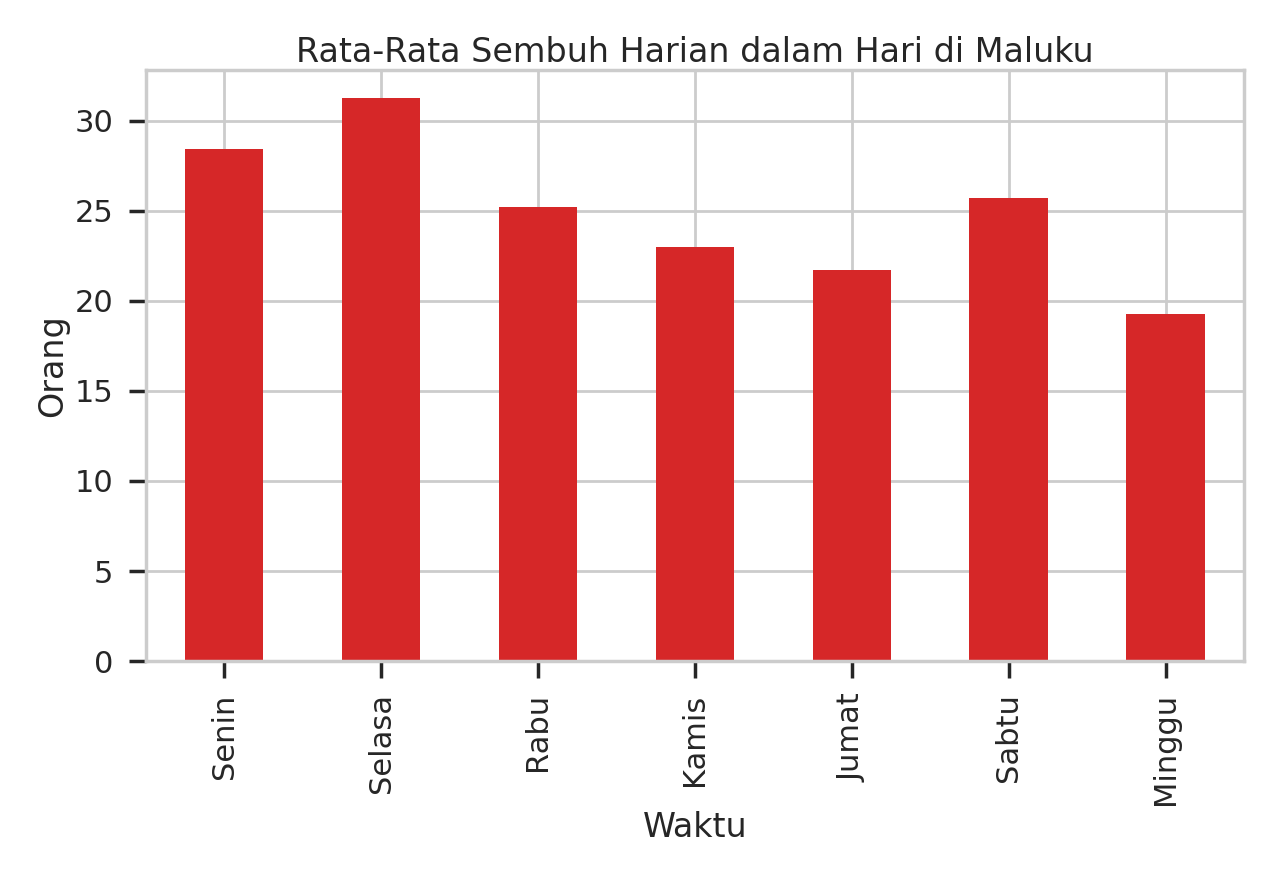 Rata-Rata Sembuh Harian dalam Hari di Maluku
30
25
20
15
10
5
0
Orang
Senin
Selasa
Rabu
Kamis
Jumat
Sabtu
Minggu
Waktu